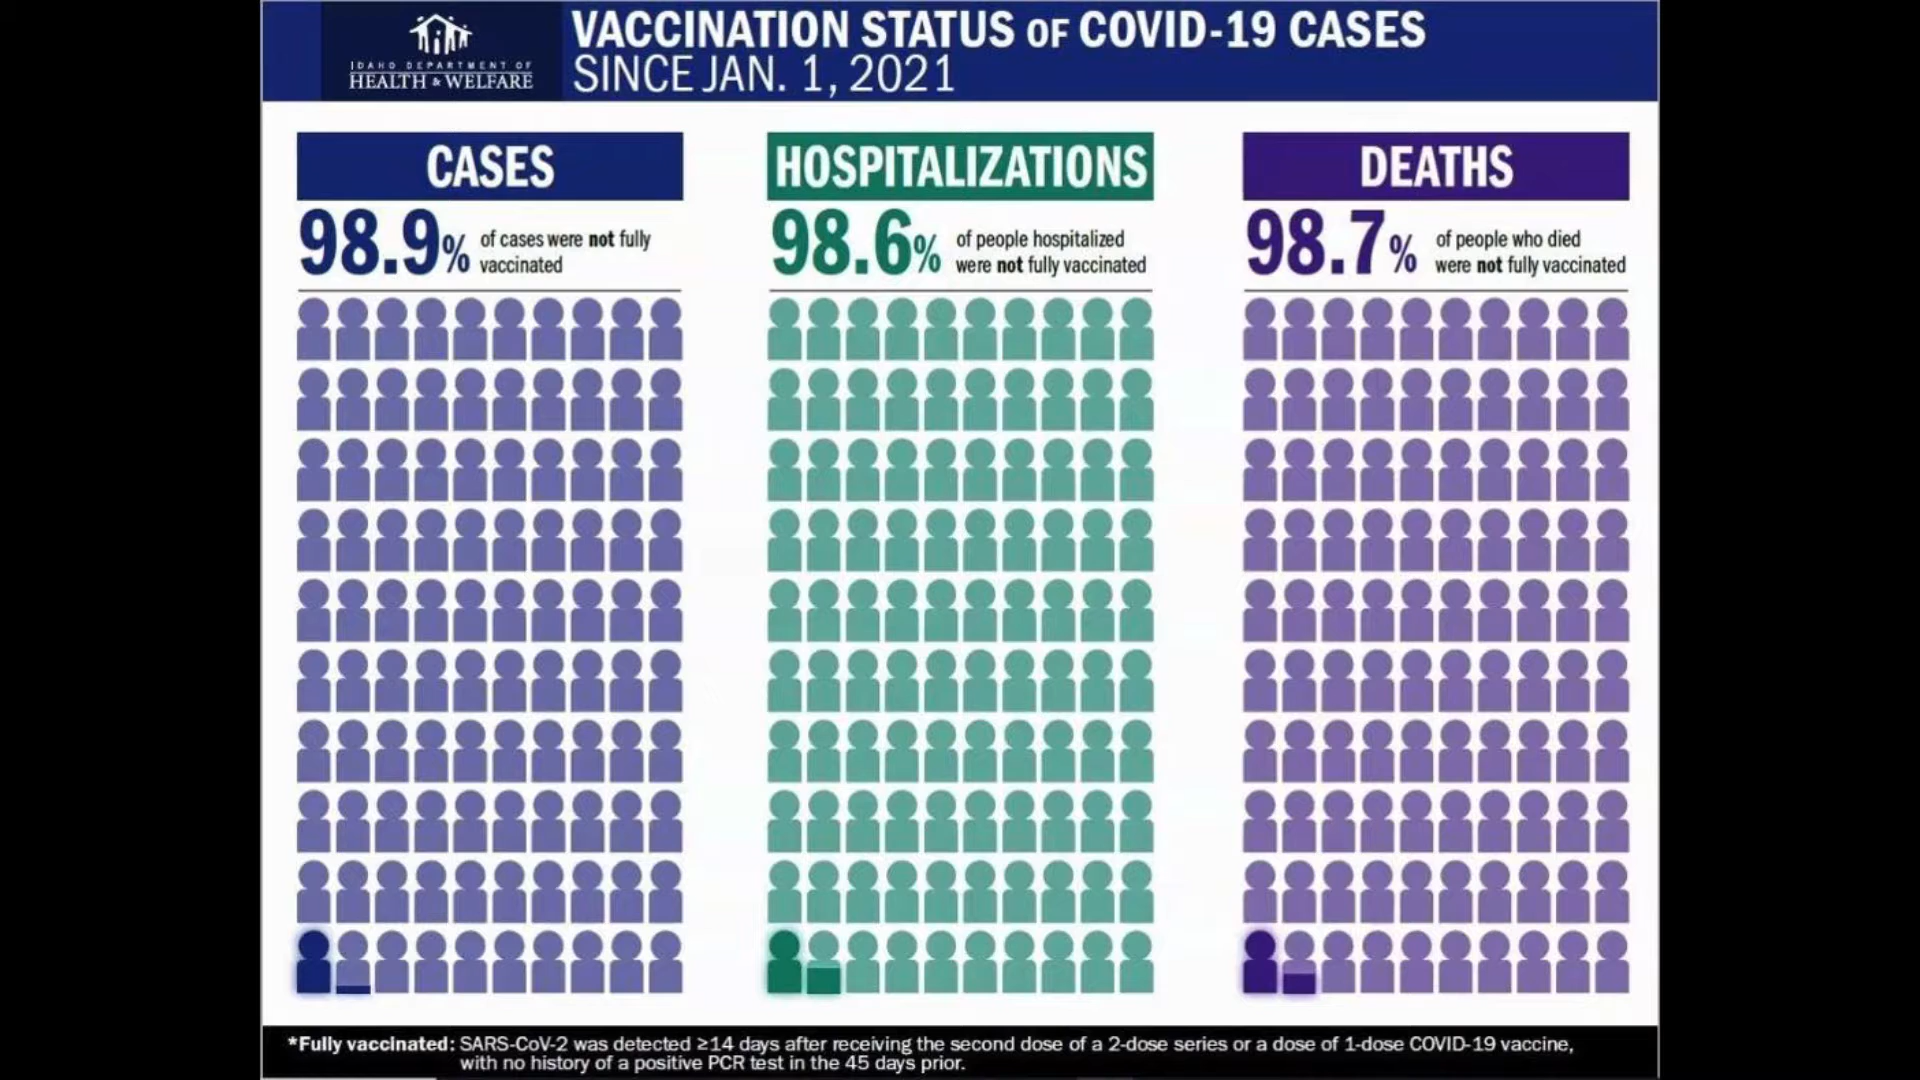 IDAHO DEPARTMENT OF
HEALTH & WELFARE
VACCINATION STATUS OF COVID-19 CASES
SINCE JAN. 1, 2021
CASES
98.9% of cases were not fully
vaccinated
HOSPITALIZATIONS
98.6% of people hospitalized
were not fully vaccinated
DEATHS
98.7% of people who died
were not fully vaccinated
*Fully vaccinated: SARS-CoV-2 was detected ≥14 days after receiving the second dose of a 2-dose series or a dose of 1-dose COVID-19 vaccine,
with no history of a positive PCR test in the 45 days prior.